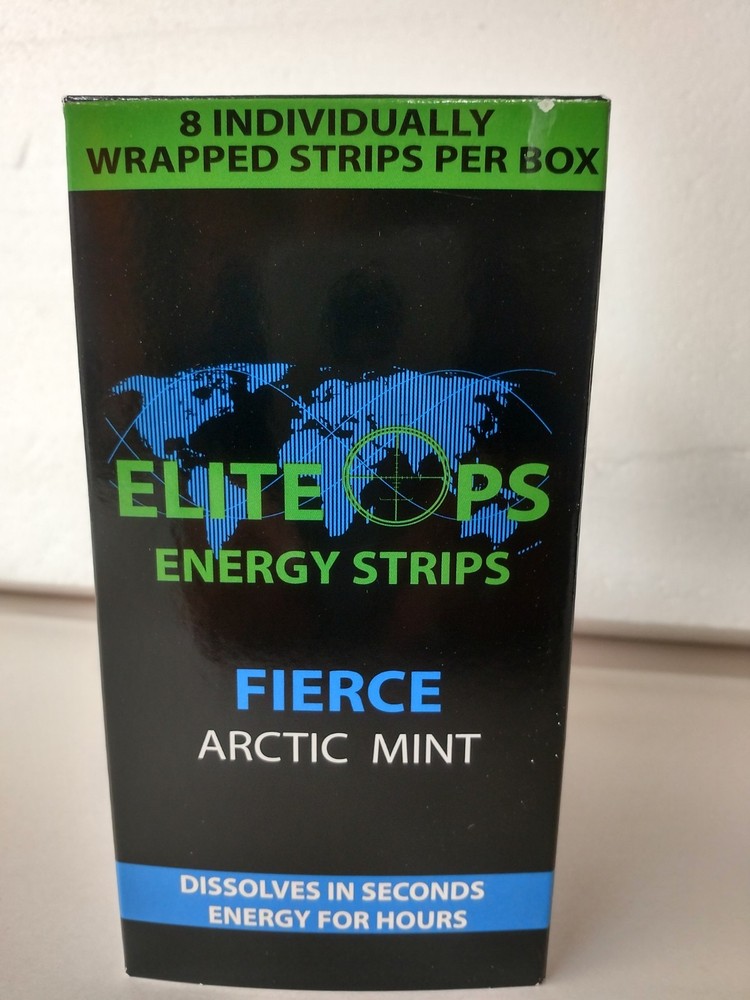 8 INDIVIDUALLY
WRAPPED STRIPS PER BOX
ELITE OPS
ENERGY STRIPS
FIERCE
ARCTIC MINT
DISSOLVES IN SECONDS
ENERGY FOR HOURS